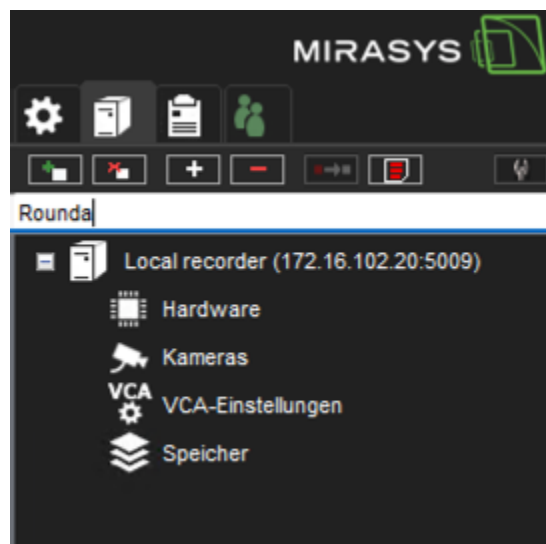 MIRASYS
Rounda
Local recorder (172.16.102.20:5009)
Hardware
Kameras
VCA
VCA-Einstellungen
Speicher